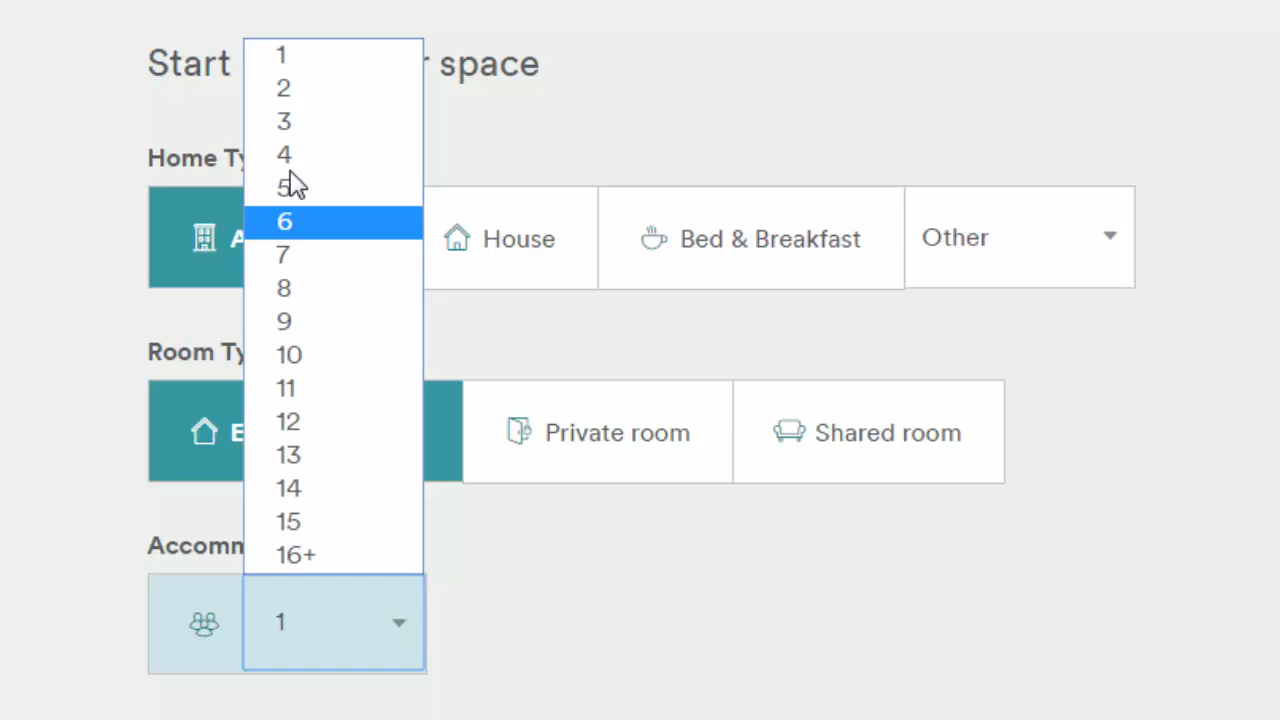 Start r space
1
2
3
4
5
6
7
8
9
10
11
12
13
14
15
16+
Home Ty
A House Bed & Breakfast Other
Room Ty
E Private room Shared room
Accomm
1